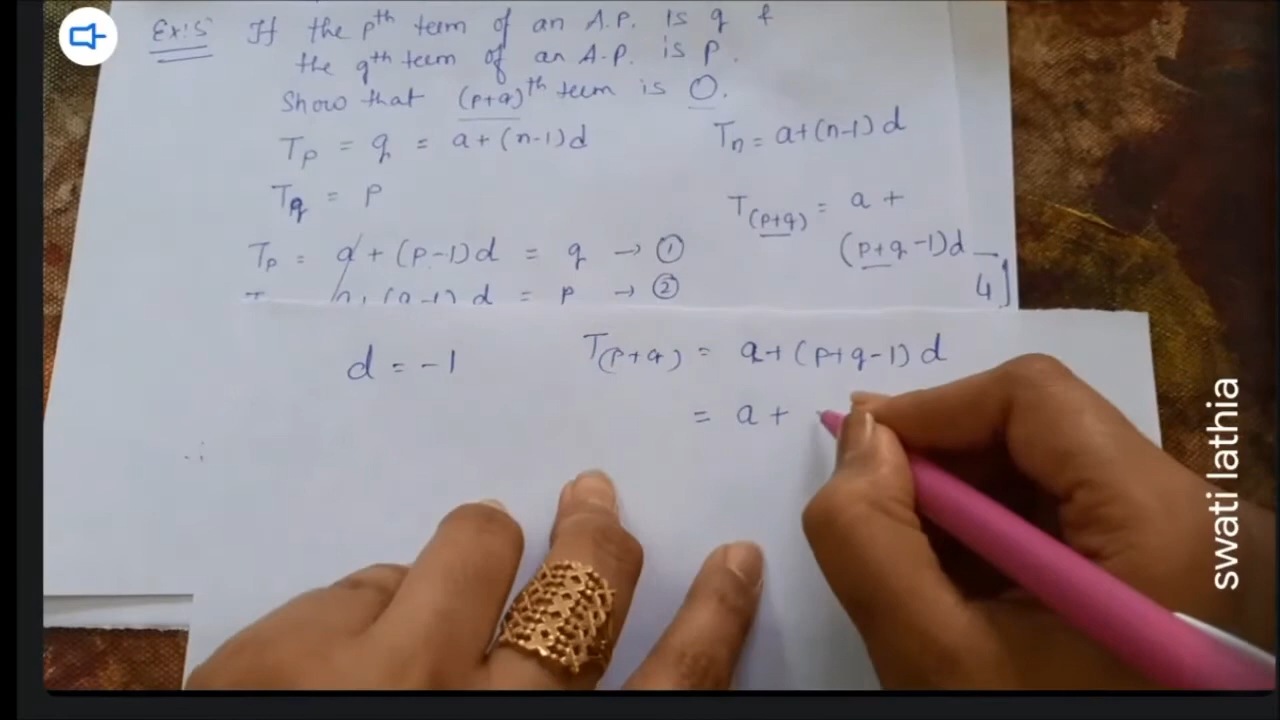 Ex:5 If the pth term of an A.P. is q &
the qth term of an A.P. is p.
Show that (p+q)th term is 0.
Tp = q = a+(n-1)d
Tn = a+(n-1)d
Tq = p
T(p+q) = a +
(p+q-1)d
4]
Tp = a + (p-1)d = q → ①
d = p → ②
d = -1
T(p+q) = a+(p+q-1)d
= a +
swati lathia